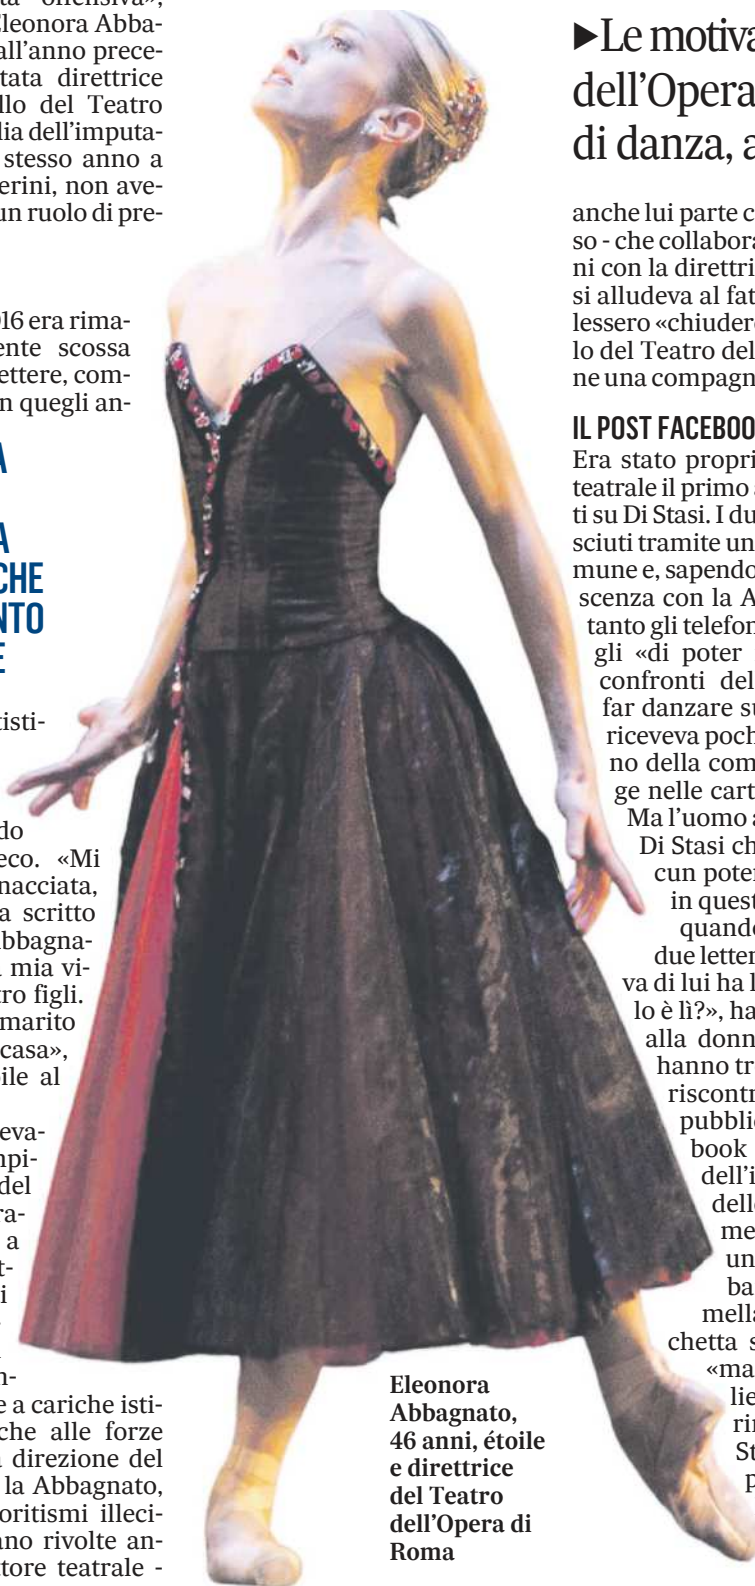 ta offensiva»,
Eleonora Abba-
all'anno prece-
tata direttrice
llo del Teatro
lia dell'imputa-
stesso anno a
erini, non ave-
un ruolo di pre-
016 era rima-
ente scossa
ettere, com-
n quegli an-
A
A
CHE
NTO
E
tisti-
do
eco. «Mi
nacciata,
a scritto
bbagna-
a mia vi-
tro figli.
marito
casa»,
ile al
eva-
mpi-
del
ra-
a
t-
i
n-
e a cariche isti-
che alle forze
a direzione del
la Abbagnato,
oritismi illeci-
ano rivolte an-
ttore teatrale -
Eleonora
Abbagnato,
46 anni, étoile
e direttrice
del Teatro
dell'Opera di
Roma
►Le motiva
dell'Opera
di danza, a
anche lui parte c
so - che collabora
ni con la direttri
si alludeva al fat
lessero «chiudere
lo del Teatro del
ne una compagn
IL POST FACEBOO
Era stato propri
teatrale il primo
ti su Di Stasi. I du
sciuti tramite un
mune e, sapendo
scenza con la A
tanto gli telefon
gli «di poter
confronti del
far danzare su
riceveva poch
no della com
ge nelle cart
Ma l'uomo a
Di Stasi ch
cun poter
in quest
quando
due letter
va di lui ha l
lo è lì?», ha
alla donn
hanno tr
riscontr
pubblic
book
dell'i
dell
me
un
ba
mella
chetta s
«ma
lie
rin
St
p